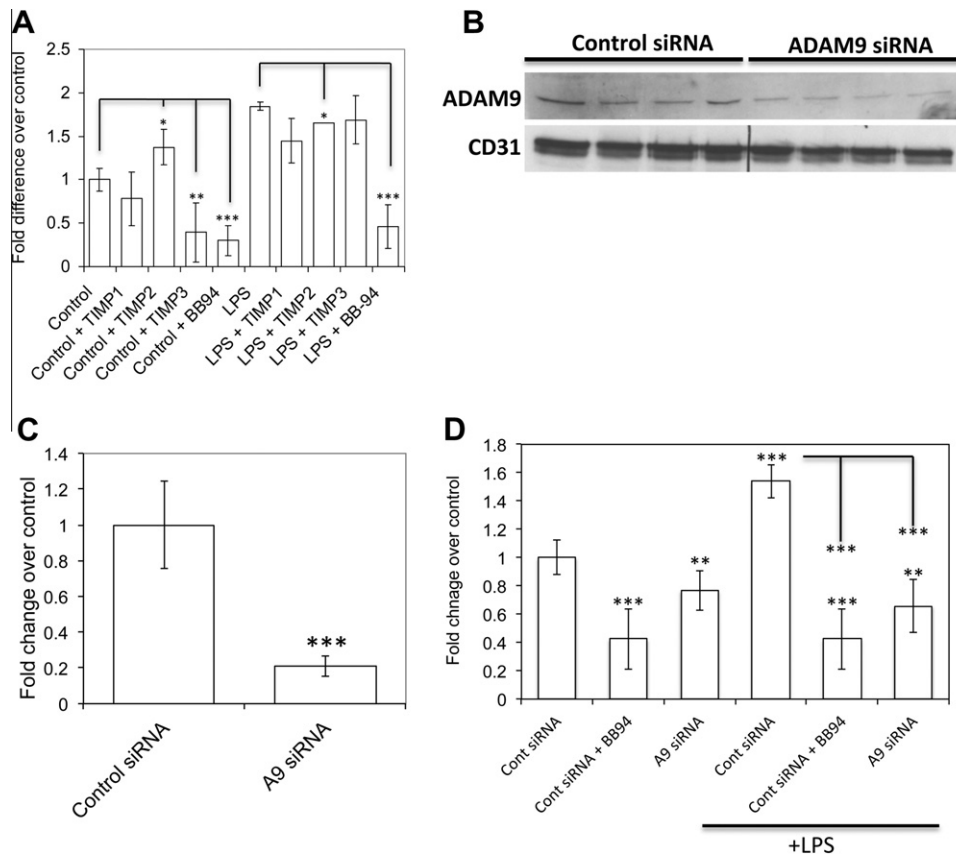 A
Fold difference over control
2.5
2
1.5
1
0.5
0
*
**
***
*
***
Control
Control + TIMP1
Control + TIMP2
Control + TIMP3
Control + BB94
LPS
LPS + TIMP1
LPS + TIMP2
LPS + TIMP3
LPS + BB-94
B
Control siRNA
ADAM9 siRNA
ADAM9
CD31
C
Fold change over control
1.4
1.2
1
0.8
0.6
0.4
0.2
0
***
Control siRNA
A9 siRNA
D
Fold chnage over control
1.8
1.6
1.4
1.2
1
0.8
0.6
0.4
0.2
0
***
**
***
***
***
***
**
Cont siRNA
Cont siRNA + BB94
A9 siRNA
Cont siRNA
Cont siRNA + BB94
A9 siRNA
+LPS